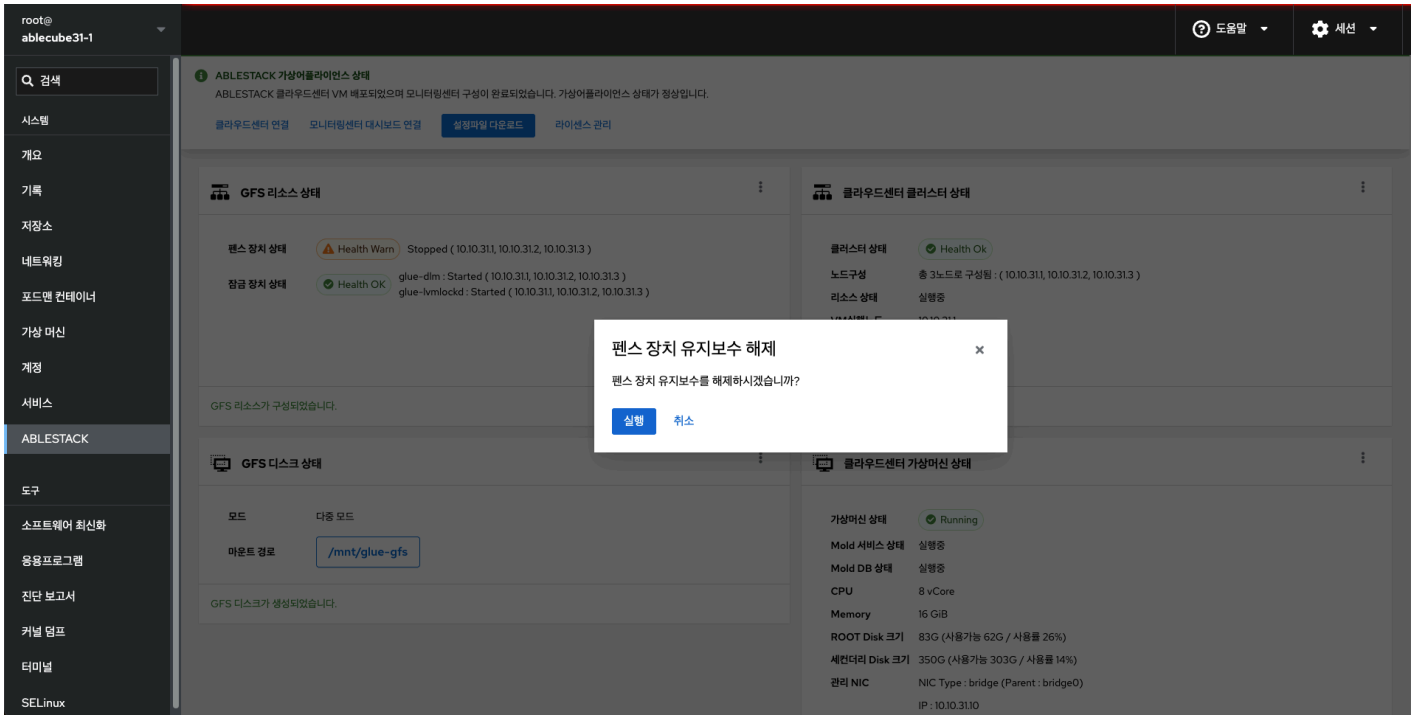 root@
ablecube31-1
도움말
세션
검색
시스템
개요
기록
저장소
네트워킹
포드맨 컨테이너
가상 머신
계정
서비스
ABLESTACK
도구
소프트웨어 최신화
응용프로그램
진단 보고서
커널 덤프
터미널
SELinux
ABLESTACK 가상어플라이언스 상태
ABLESTACK 클라우드센터 VM 배포되었으며 모니터링센터 구성이 완료되었습니다. 가상어플라이언스 상태가 정상입니다.
클라우드센터 연결 모니터링센터 대시보드 연결 설정파일 다운로드 라이센스 관리
GFS 리소스 상태
펜스 장치 상태 Health Warn Stopped ( 10.10.31.1, 10.10.31.2, 10.10.31.3 )
잠금 장치 상태 Health OK glue-dlm : Started ( 10.10.31.1, 10.10.31.2, 10.10.31.3 )
glue-lvmlockd : Started ( 10.10.31.1, 10.10.31.2, 10.10.31.3 )
GFS 리소스가 구성되었습니다.
클라우드센터 클러스터 상태
클러스터 상태 Health Ok
노드구성 총 3노드로 구성됨 : ( 10.10.31.1, 10.10.31.2, 10.10.31.3 )
리소스 상태 실행중
펜스 장치 유지보수 해제
펜스 장치 유지보수를 해제하시겠습니까?
실행 취소
GFS 디스크 상태
모드 다중 모드
마운트 경로 /mnt/glue-gfs
GFS 디스크가 생성되었습니다.
클라우드센터 가상머신 상태
가상머신 상태 Running
Mold 서비스 상태 실행중
Mold DB 상태 실행중
CPU 8 vCore
Memory 16 GiB
ROOT Disk 크기 83G (사용가능 62G / 사용률 26%)
세컨더리 Disk 크기 350G (사용가능 303G / 사용률 14%)
관리 NIC NIC Type : bridge (Parent : bridge0)
IP : 10.10.31.10